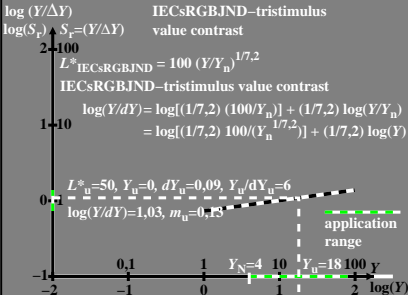 log (Y/ΔY) IECsRGBJND−tristimulus
log(Sr) Sr=(Y/ΔY) value contrast
2 100
L*IECsRGBJND = 100 (Y/Yn)^1/7,2
IECsRGBJND−tristimulus value contrast
log(Y/dY)= log[(1/7,2) (100/Yn)] + (1/7,2) log(Y/Yn)
1 10
= log[(1/7,2) 100/(Yn^1/7,2)] + (1/7,2) log(Y)
L*u=50, Yu=0, dYu=0,09, Yu/dYu=6
0 1
log(Y/dY)=1,03, mu=0,13
application
range
YN=4 Yu=18
−1 0,1 1 10 100 Y
−2 −1 0 1 2 log(Y)